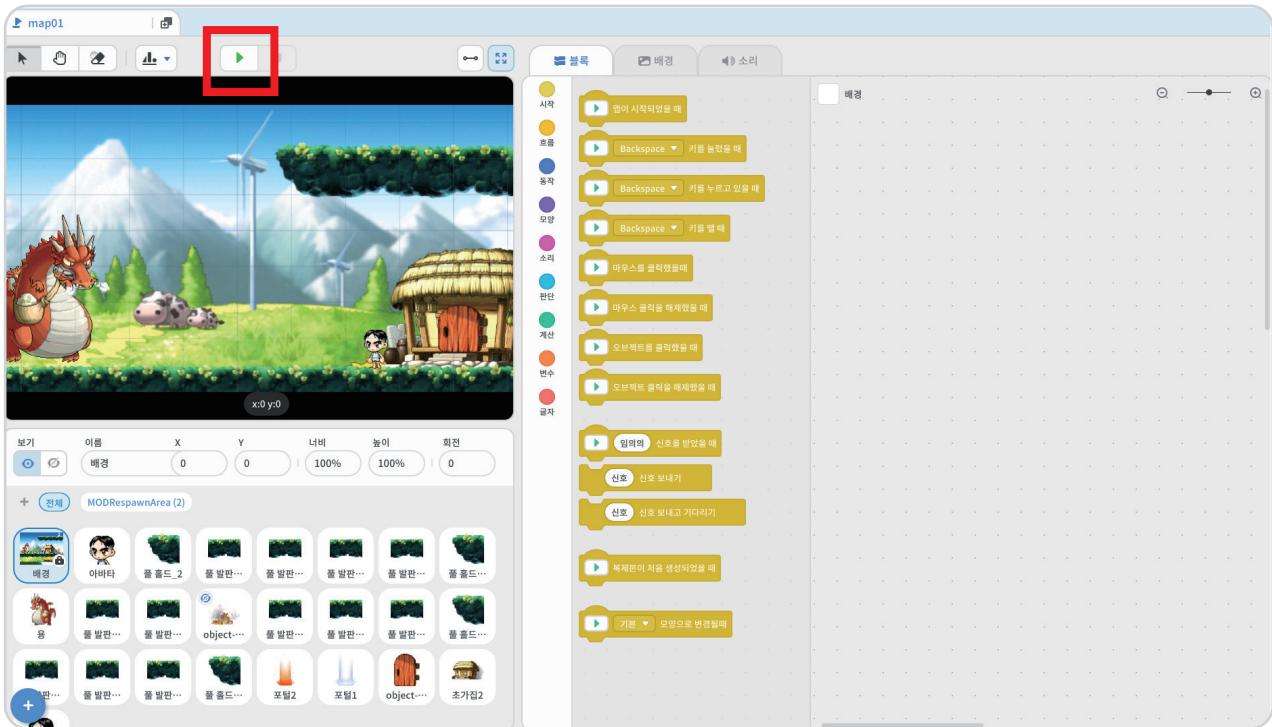 map01
블록
배경
소리
시작
흐름
동작
모양
소리
판단
계산
변수
글자
맵이 시작되었을 때
Backspace 키를 눌렀을 때
Backspace 키를 누르고 있을 때
Backspace 키를 뗄 때
마우스를 클릭했을때
마우스 클릭을 해제했을 때
오브젝트를 클릭했을 때
오브젝트 클릭을 해제했을 때
임의의 신호를 받았을 때
신호 신호 보내기
신호 신호 보내고 기다리기
복제본이 처음 생성되었을 때
기본 모양으로 변경될때
배경
x:0 y:0
보기 이름 X Y 너비 높이 회전
배경 0 0 100% 100% 0
+ 전체 MODRespawnArea (2)
배경 아바타 풀 홀드_2 풀 발판… 풀 발판… 풀 발판… 풀 발판… 풀 홀드…
용 풀 발판… 풀 발판… object-… 풀 발판… 풀 발판… 풀 발판… 풀 홀드…
판… 풀 발판… 풀 발판… 풀 홀드… 포털2 포털1 object-… 초가집2
+